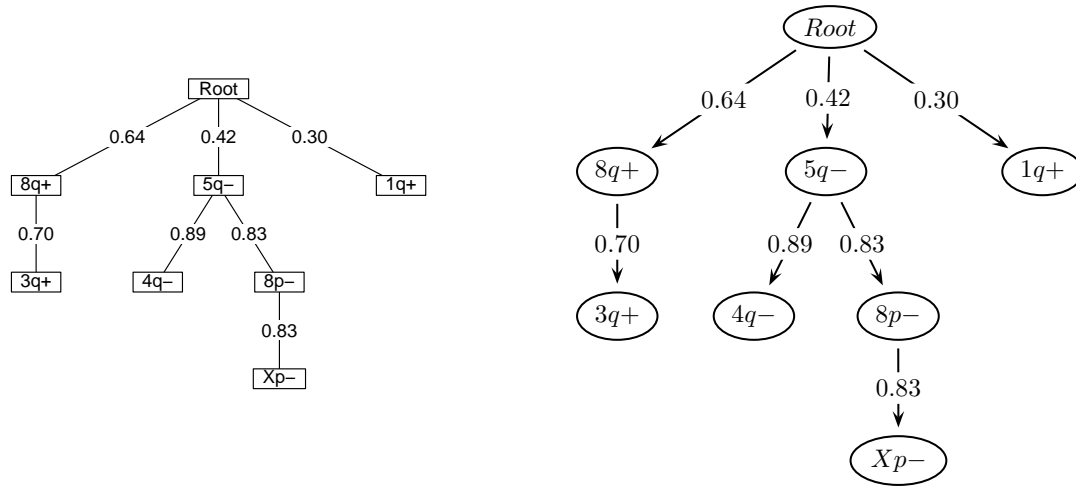 Root
0.64 0.42 0.30
8q+ 5q− 1q+
0.70 0.89 0.83
3q+ 4q− 8p−
0.83
Xp−
Root
0.64 0.42 0.30
8q+ 5q− 1q+
0.70 0.89 0.83
3q+ 4q− 8p−
0.83
Xp−